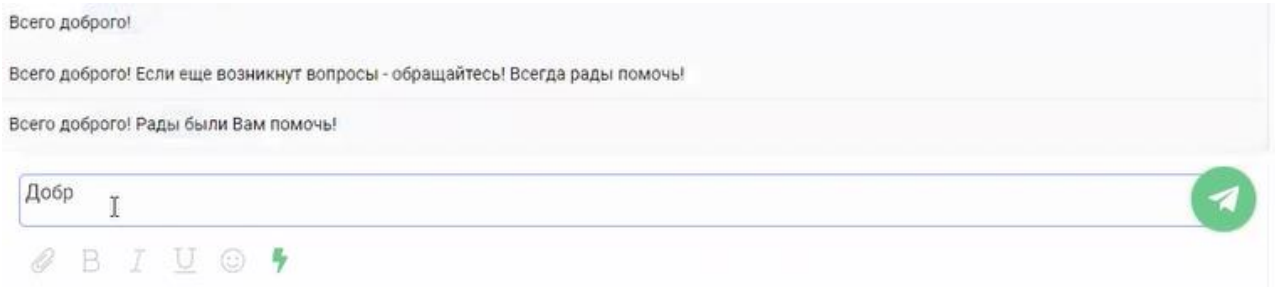 Всего доброго!
Всего доброго! Если еще возникнут вопросы - обращайтесь! Всегда рады помочь!
Всего доброго! Рады были Вам помочь!
Добр
B I U